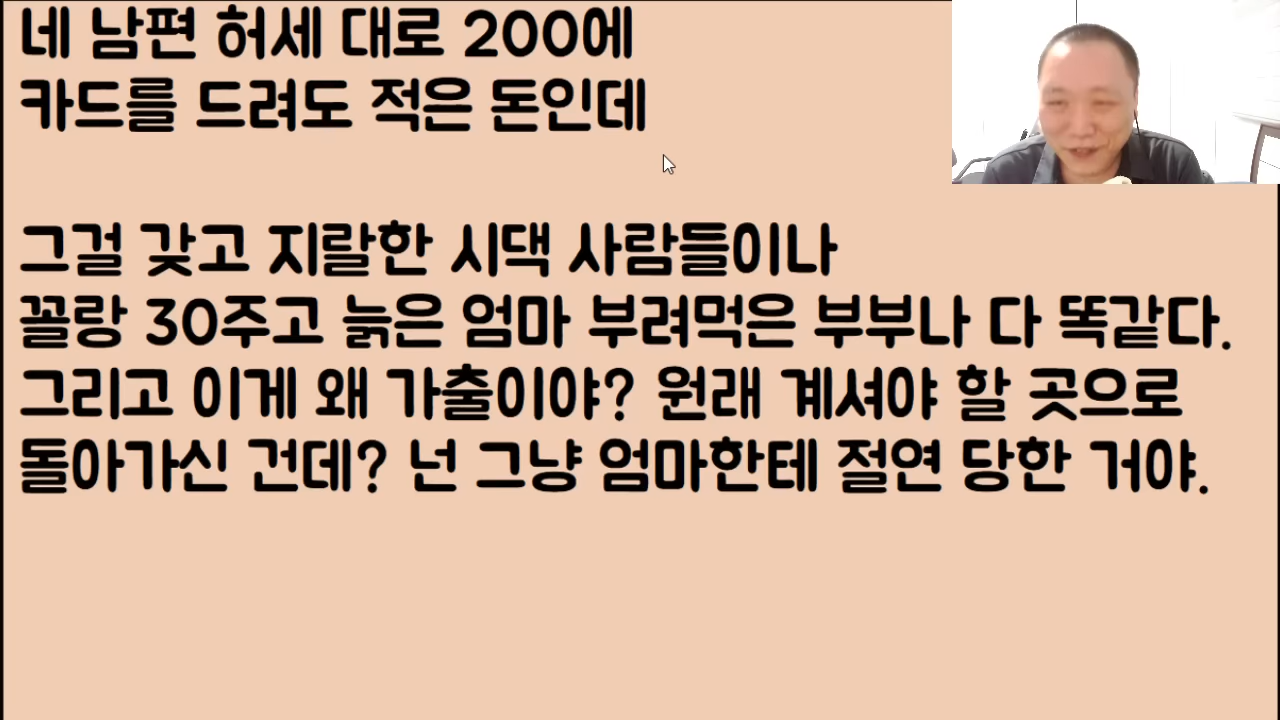 네 남편 허세 대로 200에
카드를 드려도 적은 돈인데
그걸 갖고 지랄한 시댁 사람들이나
꼴랑 30주고 늙은 엄마 부려먹은 부부나 다 똑같다.
그리고 이게 왜 가출이야? 원래 계셔야 할 곳으로
돌아가신 건데? 넌 그냥 엄마한테 절연 당한 거야.